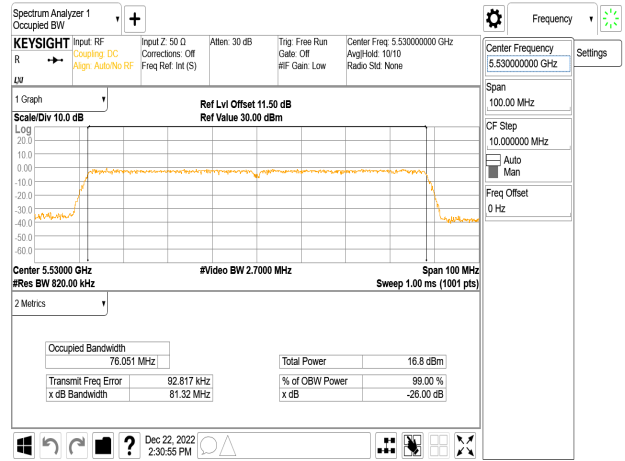 Spectrum Analyzer 1
Occupied BW
Frequency
KEYSIGHT
R
Input: RF
Coupling: DC
Align: Auto/No RF
Input Z: 50 Ω
Corrections: Off
Freq Ref: Int (S)
Atten: 30 dB
Trig: Free Run
Gate: Off
#IF Gain: Low
Center Freq: 5.530000000 GHz
Avg|Hold: 10/10
Radio Std: None
Center Frequency
5.530000000 GHz
Settings
Span
100.00 MHz
CF Step
10.000000 MHz
Auto
Man
Freq Offset
0 Hz
1 Graph
Scale/Div 10.0 dB
Ref Lvl Offset 11.50 dB
Ref Value 30.00 dBm
Log
20.0
10.0
0.00
-10.0
-20.0
-30.0
-40.0
-50.0
-60.0
Center 5.53000 GHz
#Video BW 2.7000 MHz
Span 100 MHz
#Res BW 820.00 kHz
Sweep 1.00 ms (1001 pts)
2 Metrics
Occupied Bandwidth
76.051 MHz
Total Power 16.8 dBm
Transmit Freq Error 92.817 kHz
% of OBW Power 99.00 %
x dB Bandwidth 81.32 MHz
x dB -26.00 dB
?
Dec 22, 2022
2:30:55 PM